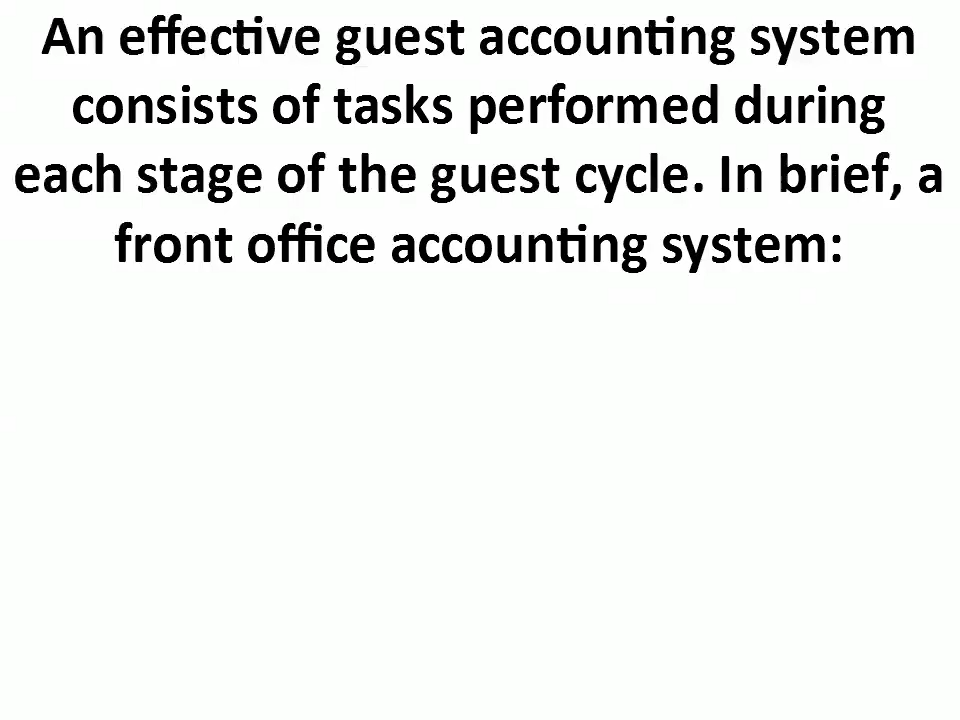 An effective guest accounting system
consists of tasks performed during
each stage of the guest cycle. In brief, a
front office accounting system: